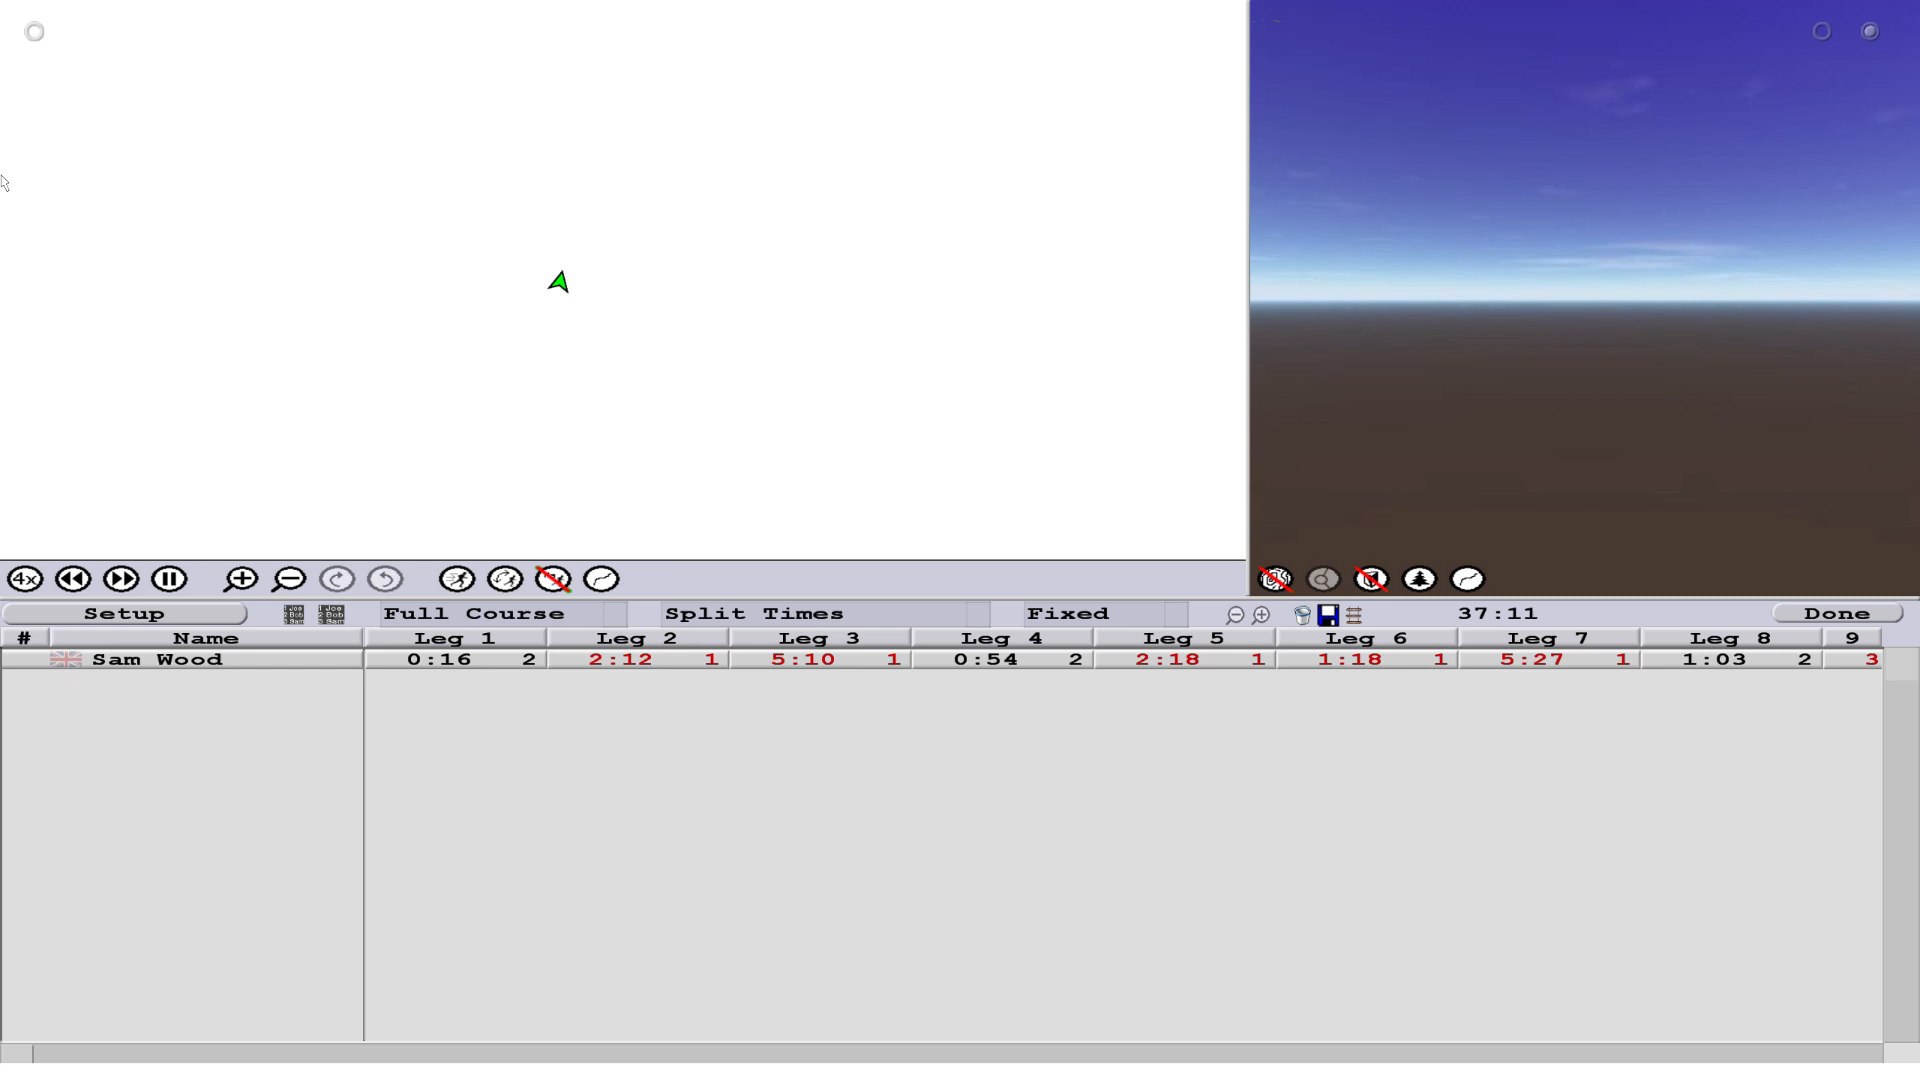 4x
Setup Full Course Split Times Fixed 37:11 Done
# Name Leg 1 Leg 2 Leg 3 Leg 4 Leg 5 Leg 6 Leg 7 Leg 8 9
Sam Wood 0:16 2 2:12 1 5:10 1 0:54 2 2:18 1 1:18 1 5:27 1 1:03 2 3